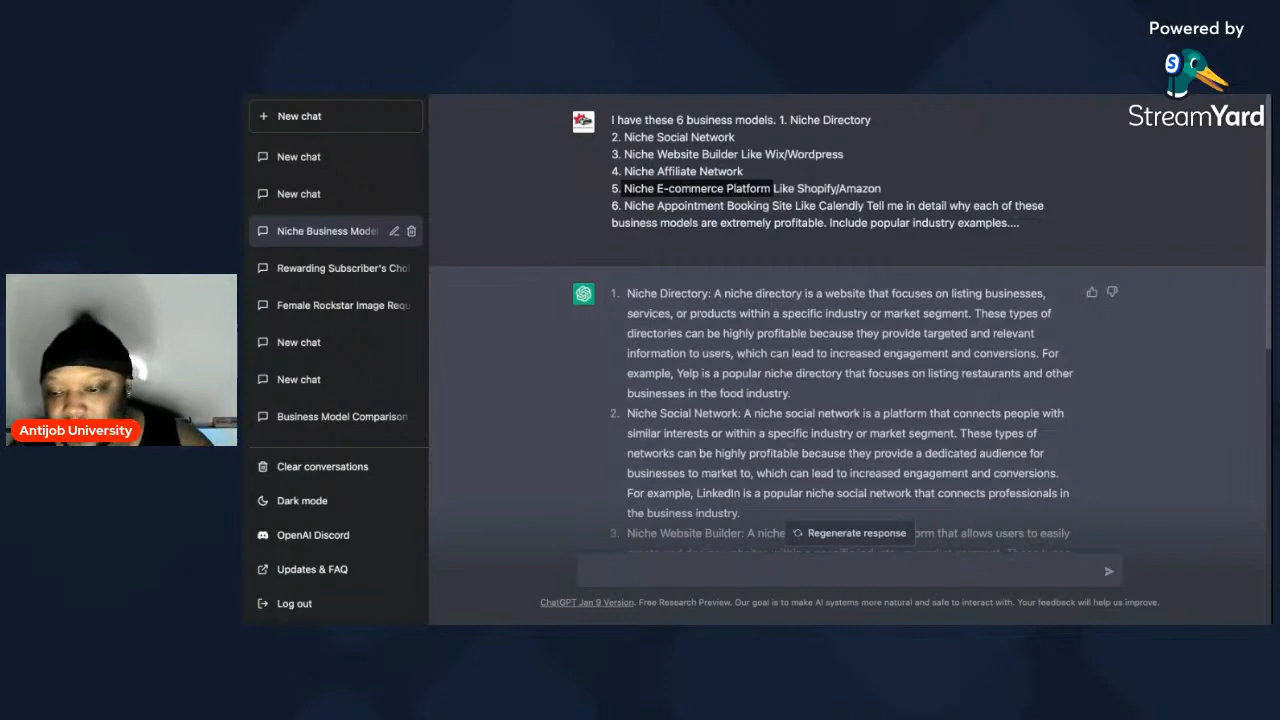 Powered by
S
StreamYard
New chat
New chat
New chat
Niche Business Model
Rewarding Subscriber's Choi
Female Rockstar Image Requ
New chat
New chat
Business Model Comparison
Clear conversations
Dark mode
OpenAI Discord
Updates & FAQ
Log out
Antijob University
I have these 6 business models. 1. Niche Directory
2. Niche Social Network
3. Niche Website Builder Like Wix/Wordpress
4. Niche Affiliate Network
5. Niche E-commerce Platform Like Shopify/Amazon
6. Niche Appointment Booking Site Like Calendly Tell me in detail why each of these
business models are extremely profitable. Include popular industry examples....
1. Niche Directory: A niche directory is a website that focuses on listing businesses,
services, or products within a specific industry or market segment. These types of
directories can be highly profitable because they provide targeted and relevant
information to users, which can lead to increased engagement and conversions. For
example, Yelp is a popular niche directory that focuses on listing restaurants and other
businesses in the food industry.
2. Niche Social Network: A niche social network is a platform that connects people with
similar interests or within a specific industry or market segment. These types of
networks can be highly profitable because they provide a dedicated audience for
businesses to market to, which can lead to increased engagement and conversions.
For example, LinkedIn is a popular niche social network that connects professionals in
the business industry.
3. Niche Website Builder: A niche
Regenerate response
orm that allows users to easily
ChatGPT Jan 9 Version. Free Research Preview. Our goal is to make AI systems more natural and safe to interact with. Your feedback will help us improve.